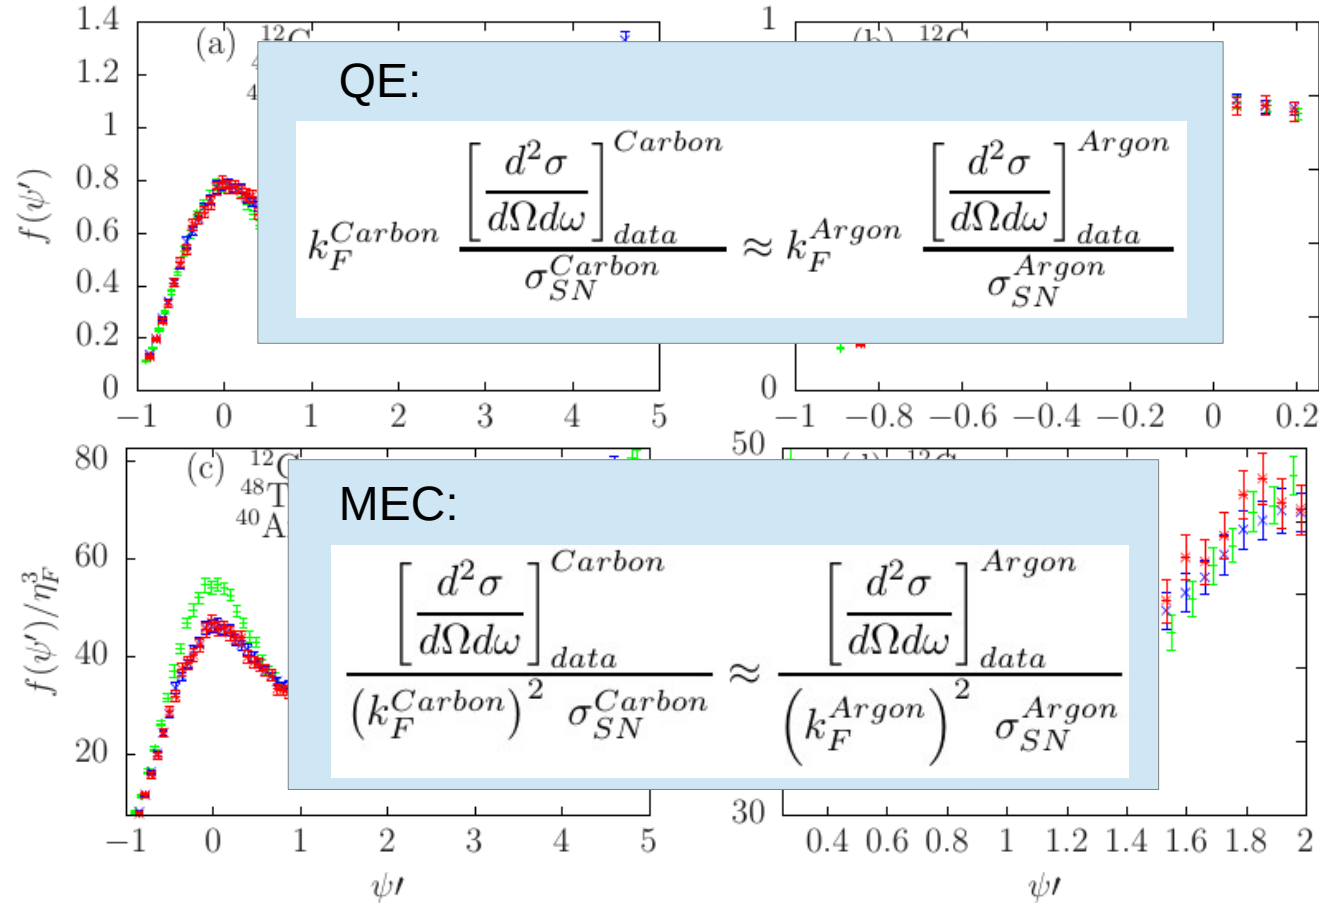 1.4
1.2
1
0.8
0.6
0.4
0.2
0
f(ψ′)
(a) ¹²C
−1 0 1 2 3 4 5
1
0
¹²C
−1 −0.8 −0.6 −0.4 −0.2 0 0.2
QE:
k_F^{Carbon} [d²σ/dΩdω]_{data}^{Carbon} / σ_{SN}^{Carbon} ≈ k_F^{Argon} [d²σ/dΩdω]_{data}^{Argon} / σ_{SN}^{Argon}
80
60
40
20
f(ψ′)/η_F^3
(c) ¹²C
⁴⁸T
⁴⁰A
−1 0 1 2 3 4 5
ψ′
50
30
¹²C
0.4 0.6 0.8 1 1.2 1.4 1.6 1.8 2
ψ′
MEC:
[d²σ/dΩdω]_{data}^{Carbon} / (k_F^{Carbon})² σ_{SN}^{Carbon} ≈ [d²σ/dΩdω]_{data}^{Argon} / (k_F^{Argon})² σ_{SN}^{Argon}